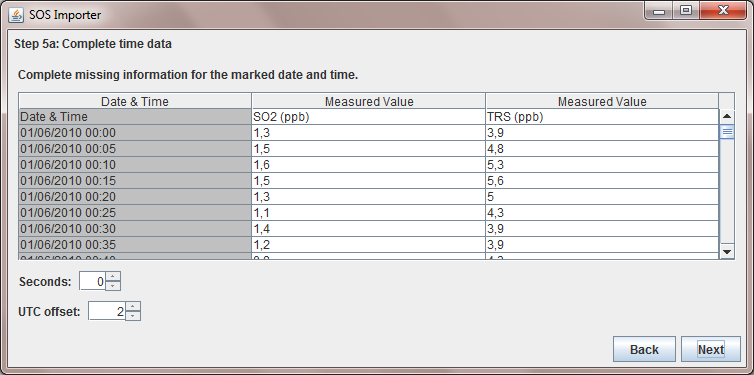 SOS Importer
Step 5a: Complete time data
Complete missing information for the marked date and time.
Date & Time Measured Value Measured Value
Date & Time SO2 (ppb) TRS (ppb)
01/06/2010 00:00 1,3 3,9
01/06/2010 00:05 1,5 4,8
01/06/2010 00:10 1,6 5,3
01/06/2010 00:15 1,5 5,6
01/06/2010 00:20 1,3 5
01/06/2010 00:25 1,1 4,3
01/06/2010 00:30 1,4 3,9
01/06/2010 00:35 1,2 3,9
Seconds: 0
UTC offset: 2
Back Next